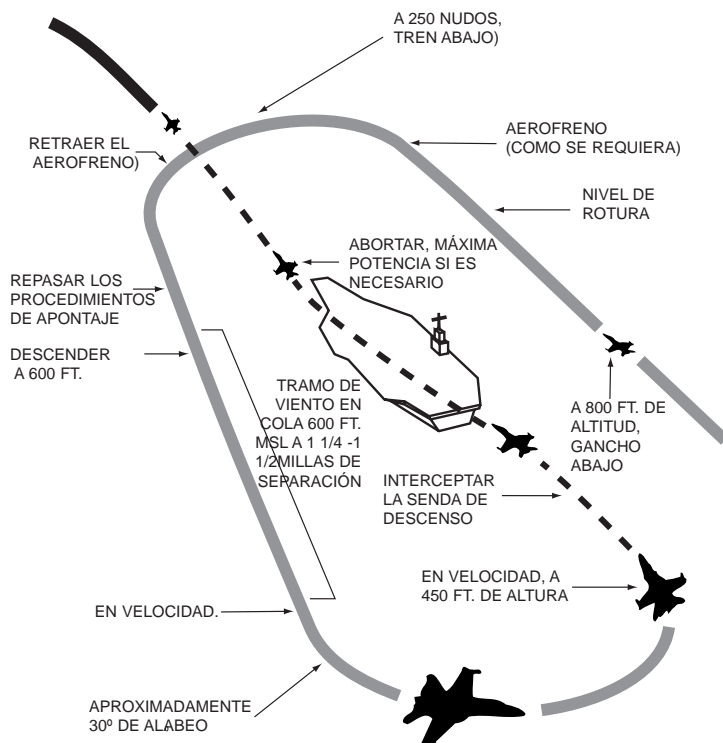 A 250 NUDOS,
TREN ABAJO)
RETRAER EL
AEROFRENO)
AEROFRENO
(COMO SE REQUIERA)
NIVEL DE
ROTURA
ABORTAR, MÁXIMA
POTENCIA SI ES
NECESARIO
REPASAR LOS
PROCEDIMIENTOS
DE APONTAJE
DESCENDER
A 600 FT.
TRAMO DE
VIENTO EN
COLA 600 FT.
MSL A 1 1/4 -1
1/2MILLAS DE
SEPARACIÓN
A 800 FT. DE
ALTITUD,
GANCHO
ABAJO
INTERCEPTAR
LA SENDA DE
DESCENSO
EN VELOCIDAD, A
450 FT. DE ALTURA
EN VELOCIDAD.
APROXIMADAMENTE
30º DE ALABEO